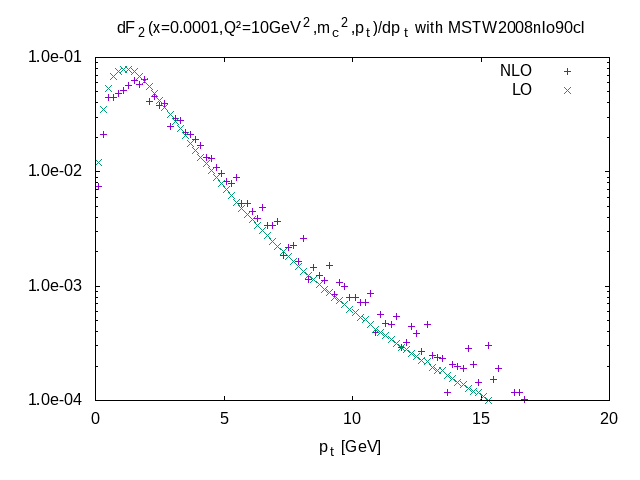 dF2(x=0.0001,Q²=10GeV2,mc2,pt)/dpt with MSTW2008nlo90cl
NLO
LO
1.0e-01
1.0e-02
1.0e-03
1.0e-04
0 5 10 15 20
pt [GeV]